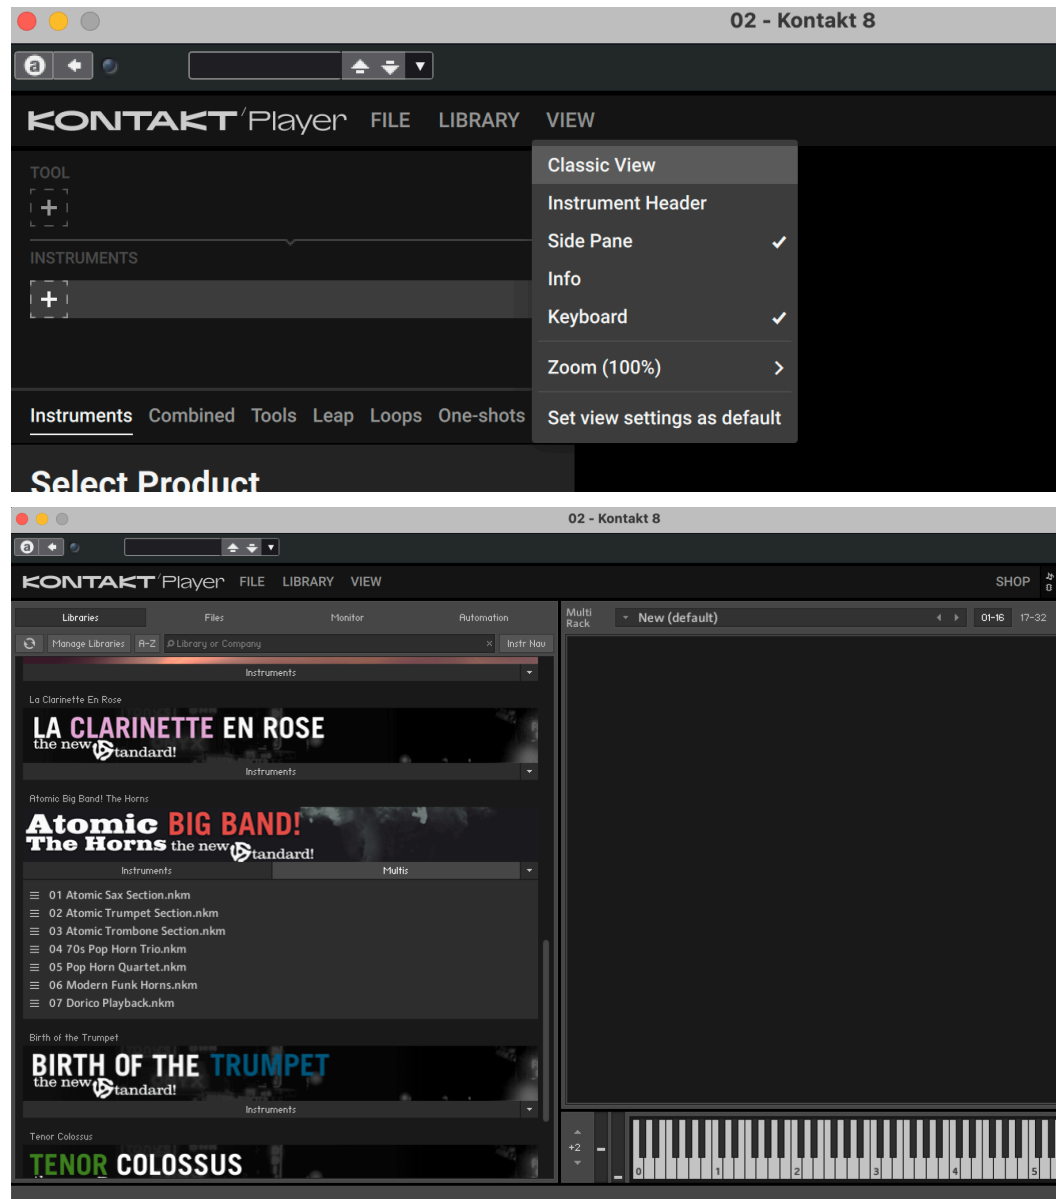 02 - Kontakt 8
a
KONTAKT Player FILE LIBRARY VIEW
TOOL
+
INSTRUMENTS
+
Classic View
Instrument Header
Side Pane
Info
Keyboard
Zoom (100%)
Set view settings as default
Instruments Combined Tools Leap Loops One-shots
Select Product
02 - Kontakt 8
a
KONTAKT Player FILE LIBRARY VIEW SHOP
Libraries Files Monitor Automation
Manage Libraries A-Z Library or Company × Instr Nav
Multi Rack New (default) 01-16 17-32
Instruments
La Clarinette En Rose
LA CLARINETTE EN ROSE
the new Standard!
Instruments
Atomic Big Band! The Horns
Atomic BIG BAND!
The Horns the new Standard!
Instruments Multis
01 Atomic Sax Section.nkm
02 Atomic Trumpet Section.nkm
03 Atomic Trombone Section.nkm
04 70s Pop Horn Trio.nkm
05 Pop Horn Quartet.nkm
06 Modern Funk Horns.nkm
07 Dorico Playback.nkm
Birth of the Trumpet
BIRTH OF THE TRUMPET
the new Standard!
Instruments
Tenor Colossus
TENOR COLOSSUS
+2
0 1 2 3 4 5